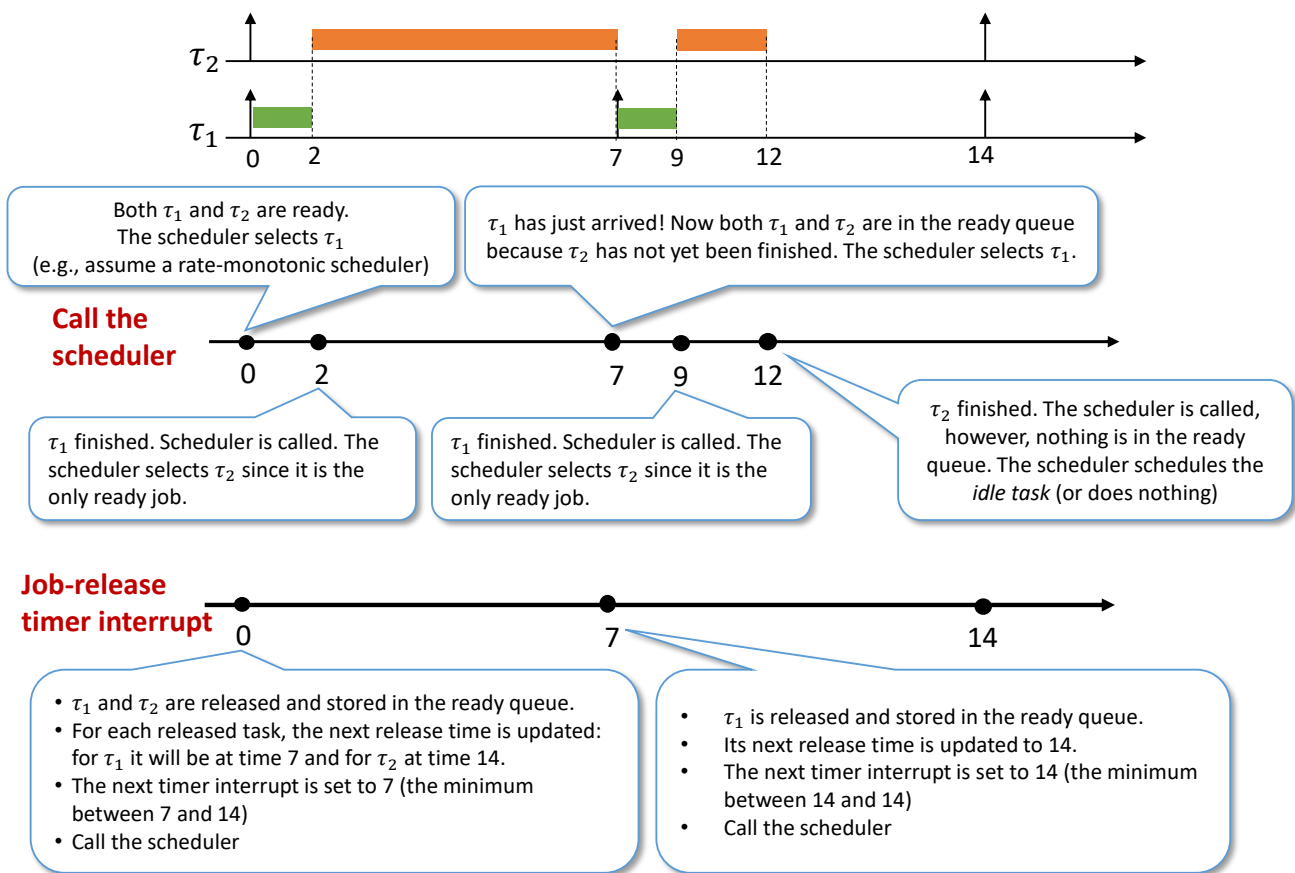 τ₂
τ₁
0 2 7 9 12 14
Both τ₁ and τ₂ are ready.
The scheduler selects τ₁
(e.g., assume a rate-monotonic scheduler)
τ₁ has just arrived! Now both τ₁ and τ₂ are in the ready queue
because τ₂ has not yet been finished. The scheduler selects τ₁.
Call the
scheduler
0 2 7 9 12
τ₁ finished. Scheduler is called. The
scheduler selects τ₂ since it is the
only ready job.
τ₁ finished. Scheduler is called. The
scheduler selects τ₂ since it is the
only ready job.
τ₂ finished. The scheduler is called,
however, nothing is in the ready
queue. The scheduler schedules the
idle task (or does nothing)
Job-release
timer interrupt
0 7 14
• τ₁ and τ₂ are released and stored in the ready queue.
• For each released task, the next release time is updated:
for τ₁ it will be at time 7 and for τ₂ at time 14.
• The next timer interrupt is set to 7 (the minimum
between 7 and 14)
• Call the scheduler
• τ₁ is released and stored in the ready queue.
• Its next release time is updated to 14.
• The next timer interrupt is set to 14 (the minimum
between 14 and 14)
• Call the scheduler